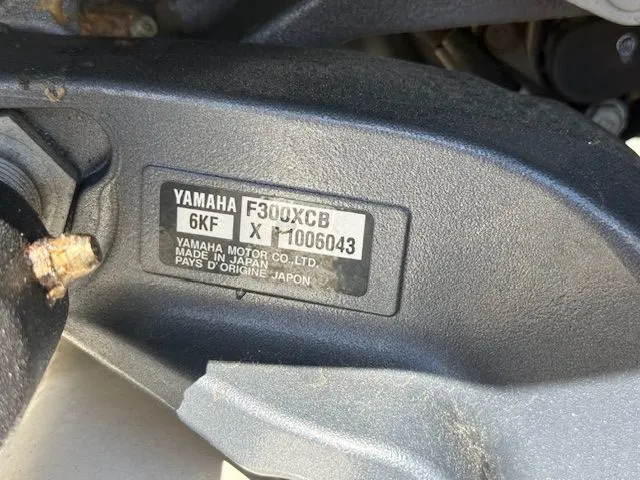 YAMAHA F300XCB
6KF X 1006043
YAMAHA MOTOR CO.,LTD.
MADE IN JAPAN
PAYS D'ORIGINE JAPON